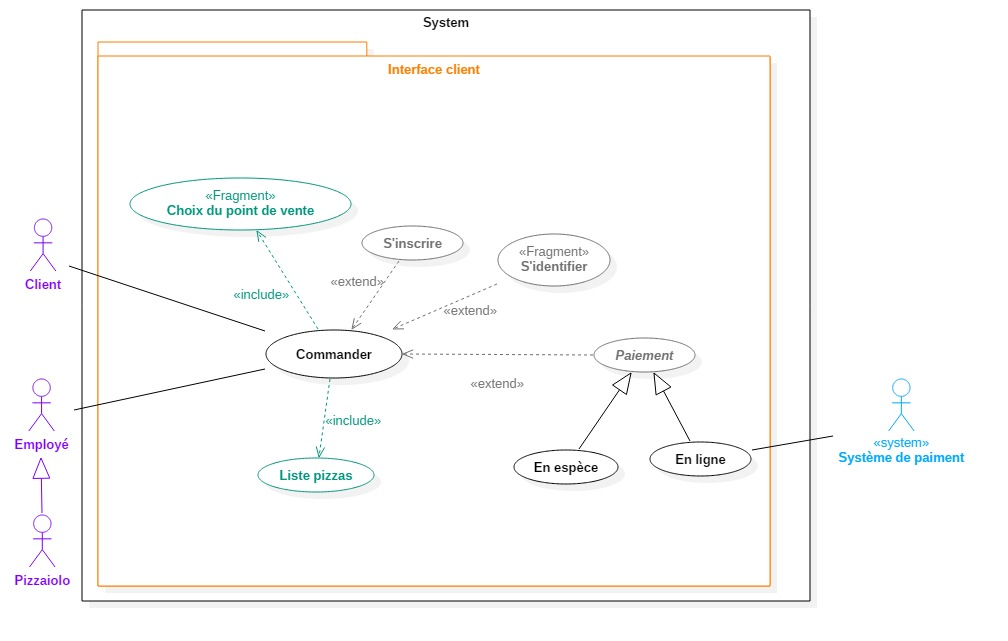 System
Interface client
«Fragment»
Choix du point de vente
S'inscrire
«Fragment»
S'identifier
Client
«extend»
«include»
«extend»
Commander
Paiement
«extend»
Employé
«include»
«system»
Système de paiment
En ligne
En espèce
Liste pizzas
Pizzaiolo